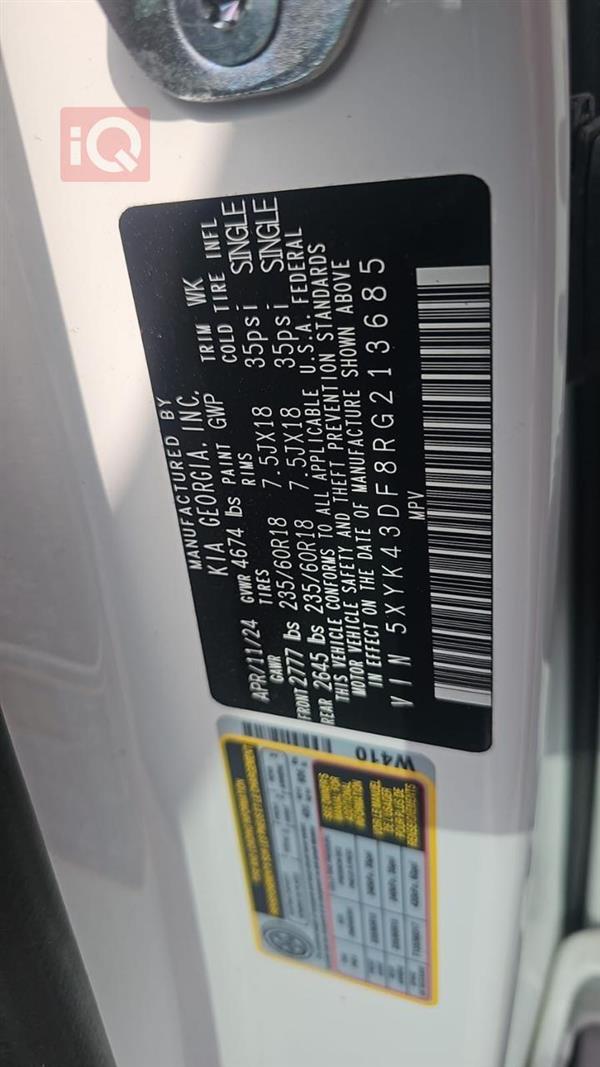 iQ
MANUFACTURED BY
KIA GEORGIA, INC.
APR/11/24 GVWR 4674 lbs PAINT GWP TRIM WK
GAWR TIRES RIMS COLD TIRE INFL
FRONT 2777 lbs 235/60R18 7.5JX18 35psi SINGLE
REAR 2645 lbs 235/60R18 7.5JX18 35psi SINGLE
THIS VEHICLE CONFORMS TO ALL APPLICABLE U.S.A. FEDERAL
MOTOR VEHICLE SAFETY AND THEFT PREVENTION STANDARDS
IN EFFECT ON THE DATE OF MANUFACTURE SHOWN ABOVE
VIN 5XYK43DF8RG213685
MPV
W410